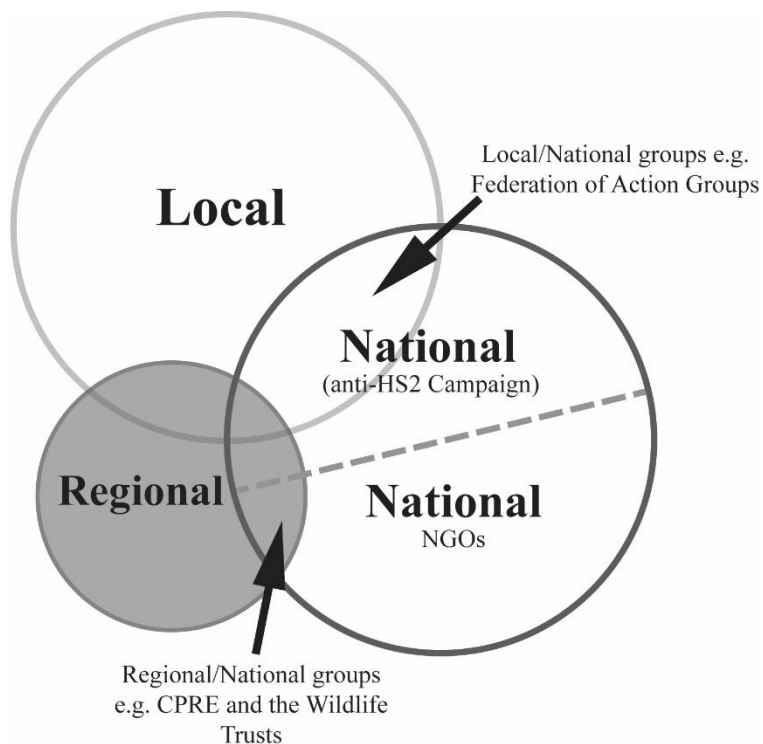 Local/National groups e.g.
Federation of Action Groups
Local
National
(anti-HS2 Campaign)
Regional
National
NGOs
Regional/National groups
e.g. CPRE and the Wildlife
Trusts